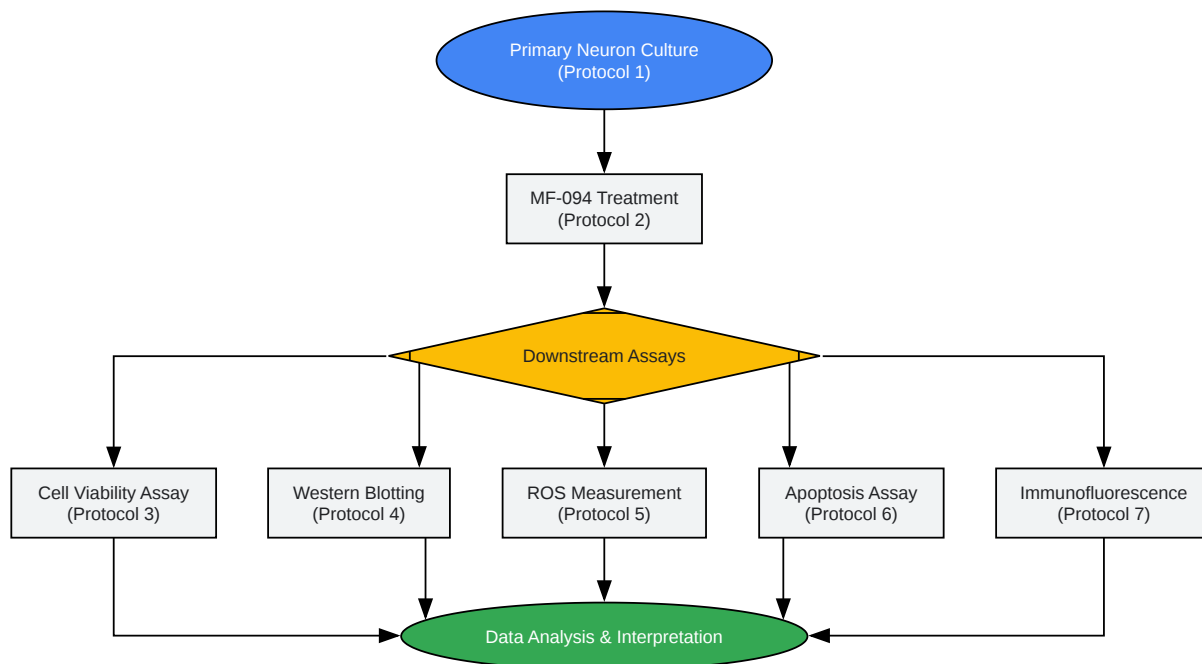 Primary Neuron Culture
(Protocol 1)
MF-094 Treatment
(Protocol 2)
Downstream Assays
Cell Viability Assay
(Protocol 3)
Western Blotting
(Protocol 4)
ROS Measurement
(Protocol 5)
Apoptosis Assay
(Protocol 6)
Immunofluorescence
(Protocol 7)
Data Analysis & Interpretation